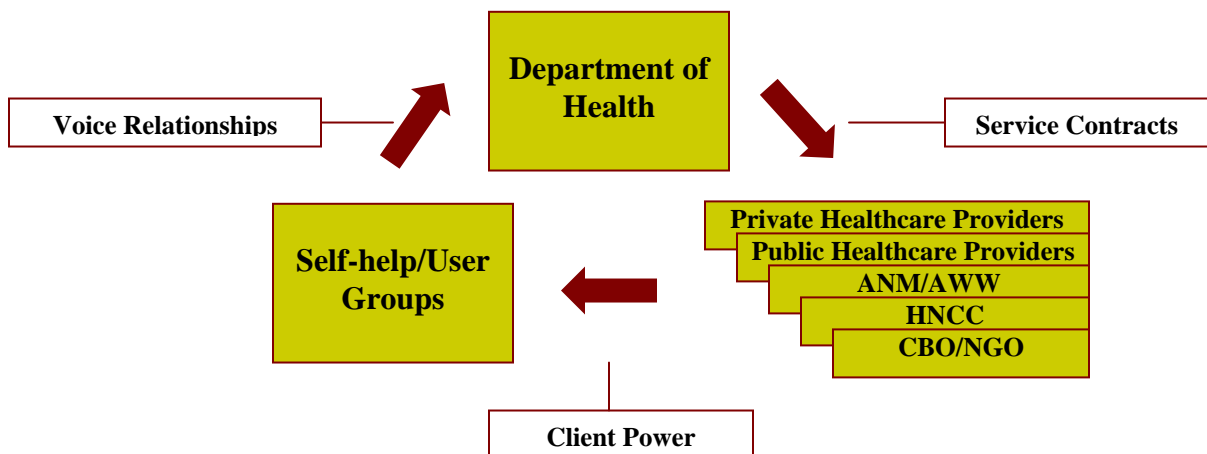 Department of
Health
Voice Relationships
Service Contracts
Private Healthcare Providers
Public Healthcare Providers
ANM/AWW
HNCC
CBO/NGO
Self-help/User
Groups
Client Power